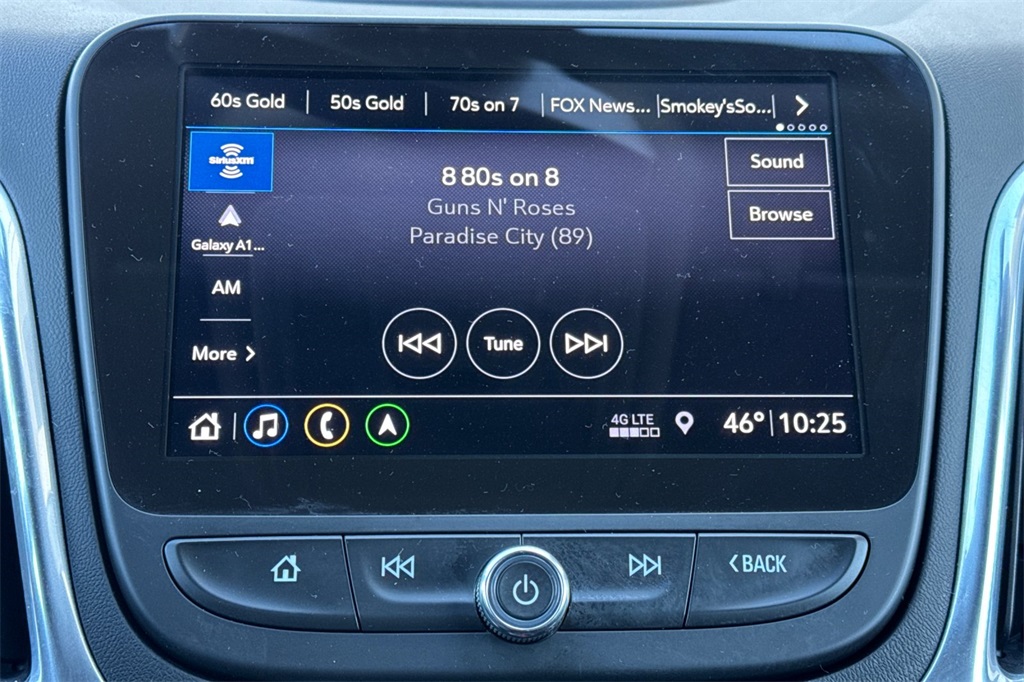 60s Gold | 50s Gold | 70s on 7 | FOX News... | Smokey'sSo... |
SiriusXM
8 80s on 8
Sound
Guns N' Roses
Browse
Galaxy A1...
Paradise City (89)
AM
More
Tune
4G LTE
46° | 10:25
BACK